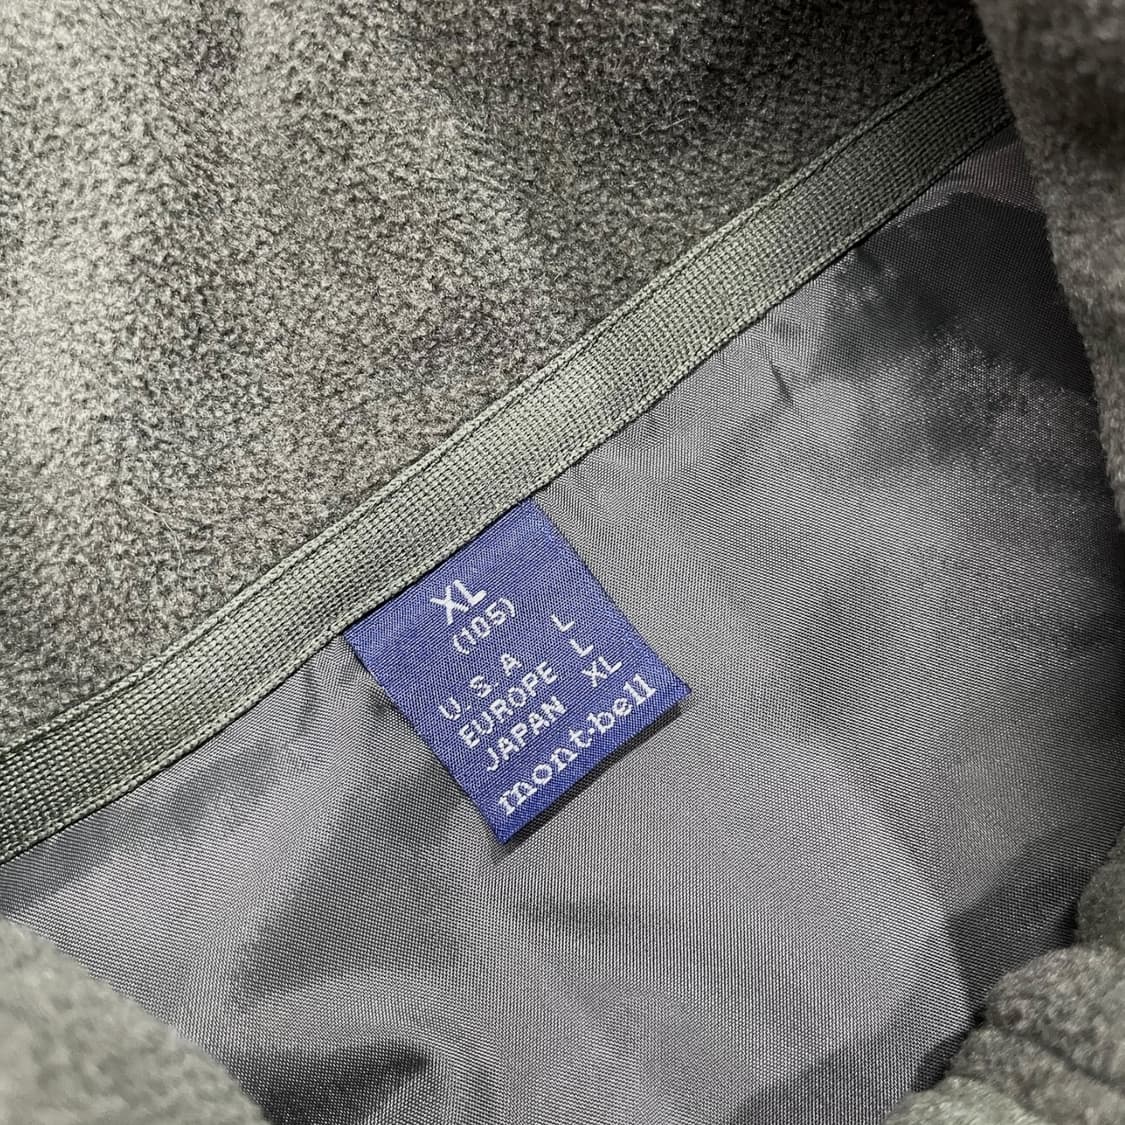 XL
(105)
U.S.A L
EUROPE L
JAPAN XL
mont-bell